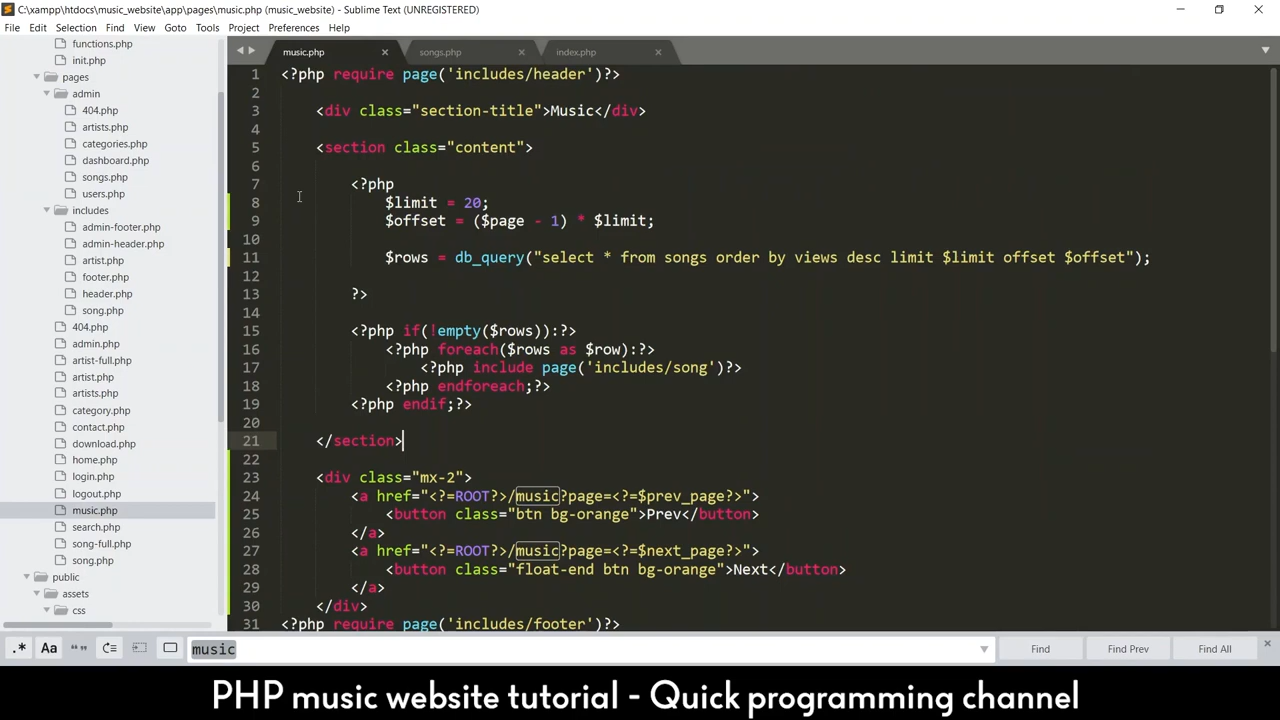 C:\xampp\htdocs\music_website\app\pages\music.php (music_website) - Sublime Text (UNREGISTERED)
File Edit Selection Find View Goto Tools Project Preferences Help
functions.php
init.php
pages
admin
404.php
artists.php
categories.php
dashboard.php
songs.php
users.php
includes
admin-footer.php
admin-header.php
artist.php
footer.php
header.php
song.php
404.php
admin.php
artist-full.php
artist.php
artists.php
category.php
contact.php
download.php
home.php
login.php
logout.php
music.php
search.php
song-full.php
song.php
public
assets
css
music.php songs.php index.php
1 <?php require page('includes/header')?>
2
3 <div class="section-title">Music</div>
4
5 <section class="content">
6
7 <?php
8 $limit = 20;
9 $offset = ($page - 1) * $limit;
10
11 $rows = db_query("select * from songs order by views desc limit $limit offset $offset");
12
13 ?>
14
15 <?php if(!empty($rows)):?>
16 <?php foreach($rows as $row):?>
17 <?php include page('includes/song')?>
18 <?php endforeach;?>
19 <?php endif;?>
20
21 </section>
22
23 <div class="mx-2">
24 <a href="<?=ROOT?>/music?page=<?=$prev_page?>">
25 <button class="btn bg-orange">Prev</button>
26 </a>
27 <a href="<?=ROOT?>/music?page=<?=$next_page?>">
28 <button class="float-end btn bg-orange">Next</button>
29 </a>
30 </div>
31 <?php require page('includes/footer')?>
.* Aa music Find Find Prev Find All
PHP music website tutorial - Quick programming channel